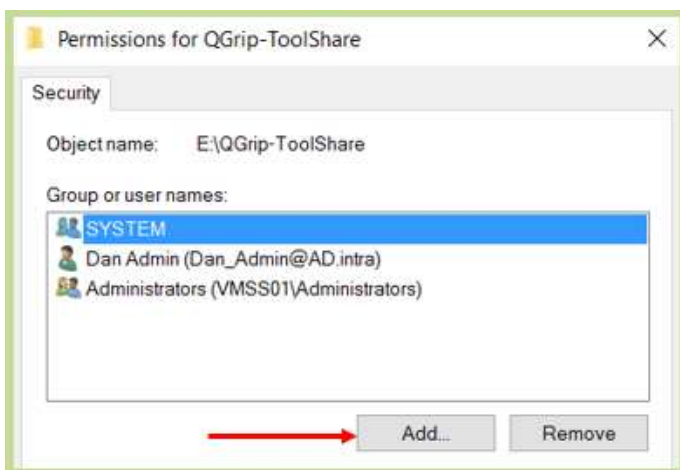 Permissions for QGrip-ToolShare
Security
Object name: E:\QGrip-ToolShare
Group or user names:
SYSTEM
Dan Admin (Dan_Admin@AD.intra)
Administrators (VMSS01\Administrators)
Add...
Remove